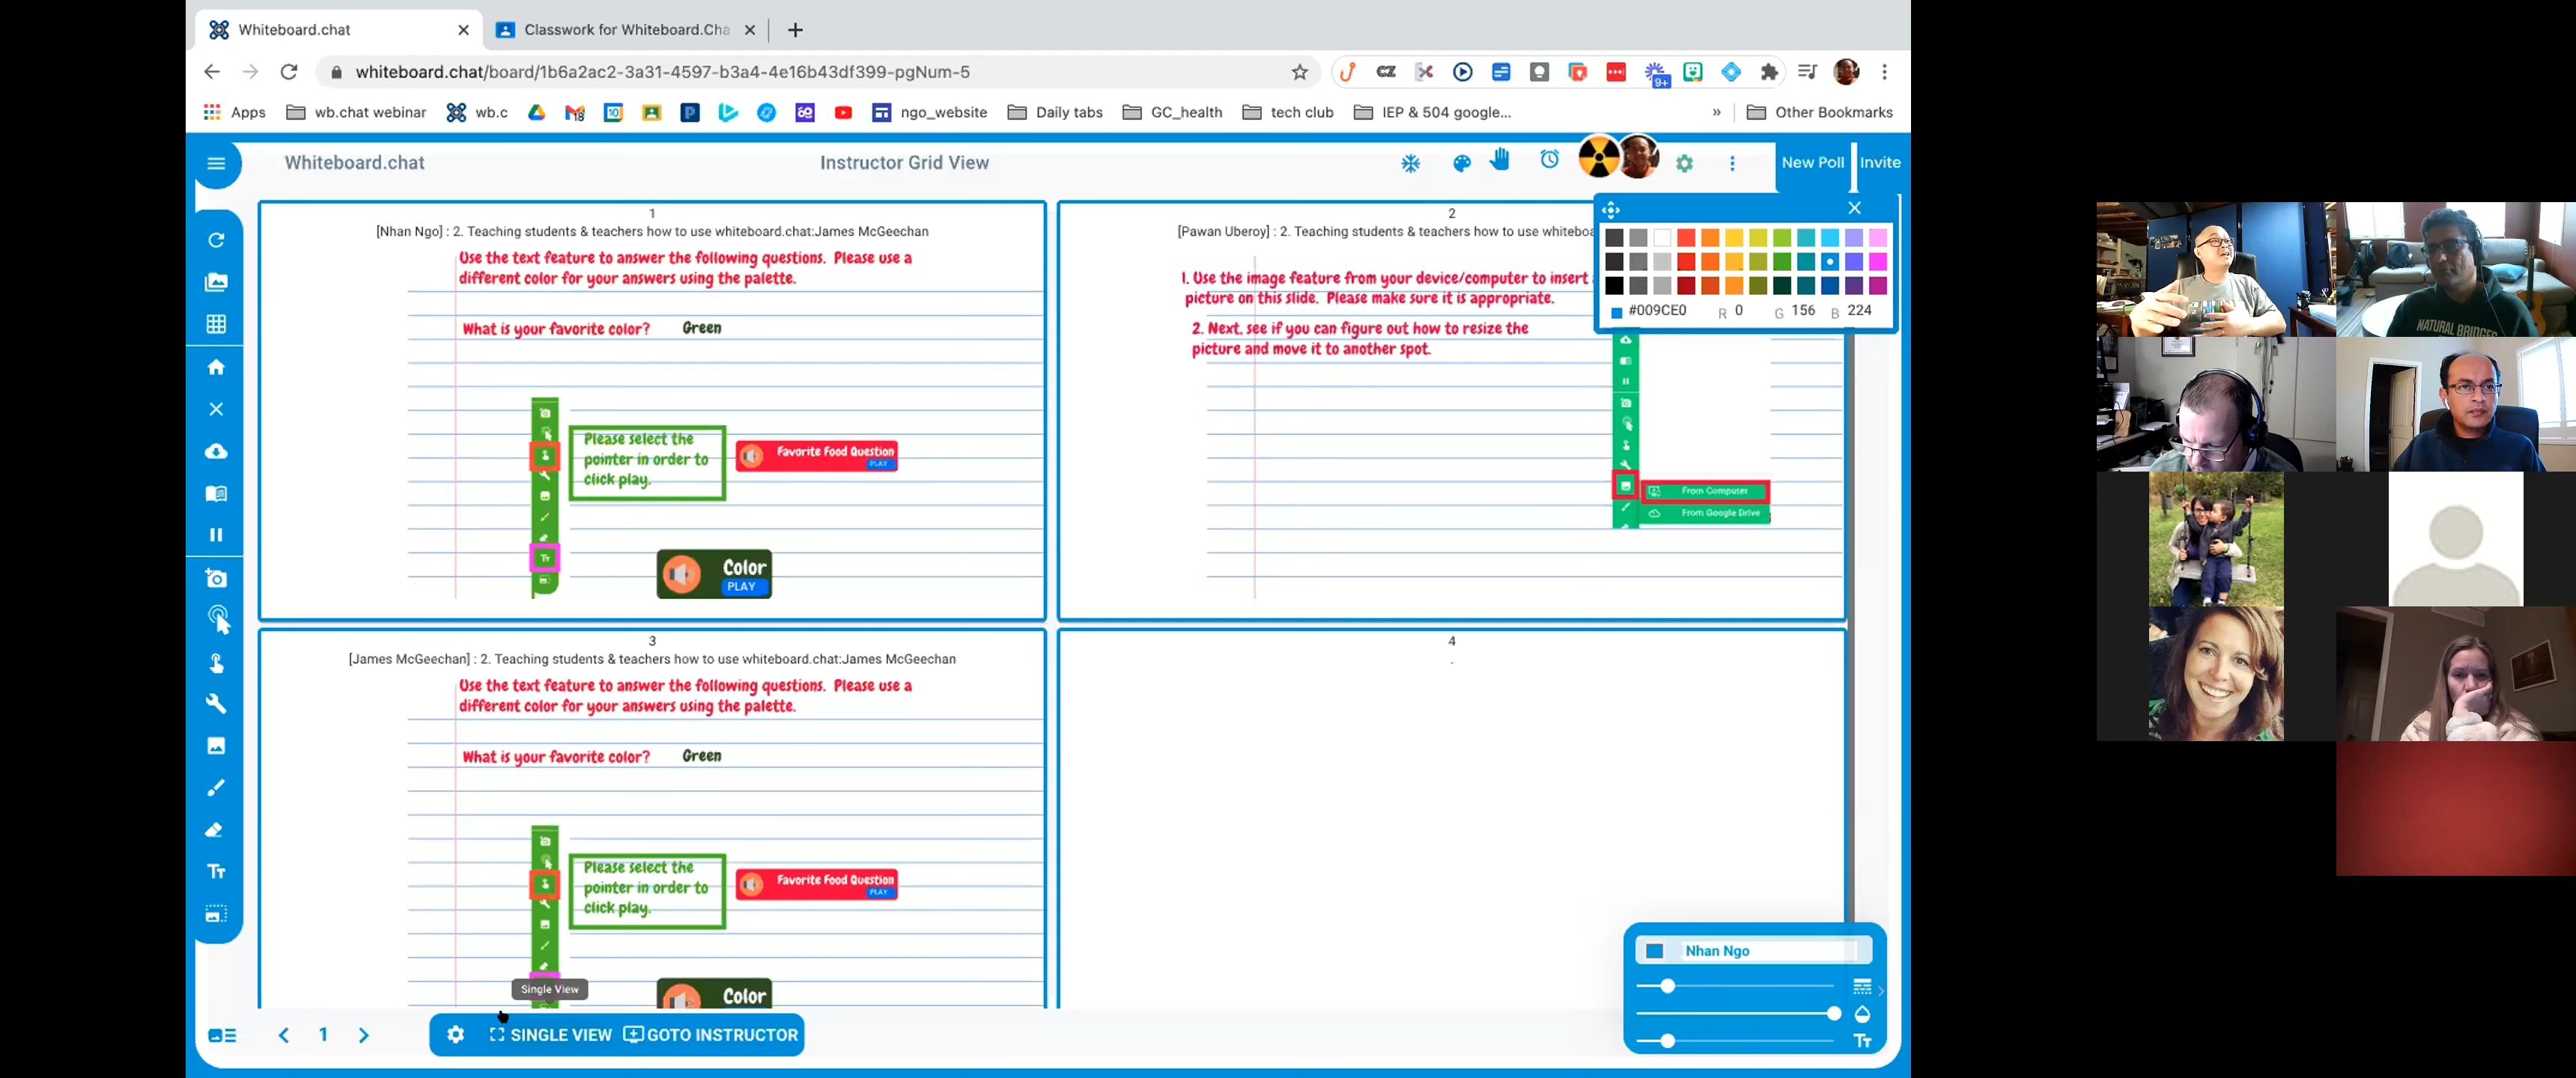 Whiteboard.chat
Classwork for Whiteboard.Cha
whiteboard.chat/board/1b6a2ac2-3a31-4597-b3a4-4e16b43df399-pgNum-5
CZ
9+
Apps
wb.chat webinar
wb.c
ngo_website
Daily tabs
GC_health
tech club
IEP & 504 google...
»
Other Bookmarks
Whiteboard.chat
Instructor Grid View
New Poll
Invite
1
[Nhan Ngo] : 2. Teaching students & teachers how to use whiteboard.chat:James McGeechan
Use the text feature to answer the following questions. Please use a
different color for your answers using the palette.
What is your favorite color? Green
Please select the
pointer in order to
click play.
Favorite Food Question
PLAY
Tt
Color
PLAY
2
[Pawan Uberoy] : 2. Teaching students & teachers how to use whiteboa
1. Use the image feature from your device/computer to insert
picture on this slide. Please make sure it is appropriate.
2. Next, see if you can figure out how to resize the
picture and move it to another spot.
From Computer
From Google Drive
#009CE0 R 0 G 156 B 224
3
[James McGeechan] : 2. Teaching students & teachers how to use whiteboard.chat:James McGeechan
Use the text feature to answer the following questions. Please use a
different color for your answers using the palette.
What is your favorite color? Green
Please select the
pointer in order to
click play.
Favorite Food Question
PLAY
Color
Single View
4
Nhan Ngo
Tt
Tt
1
SINGLE VIEW
GOTO INSTRUCTOR
NATURAL BRIDGES